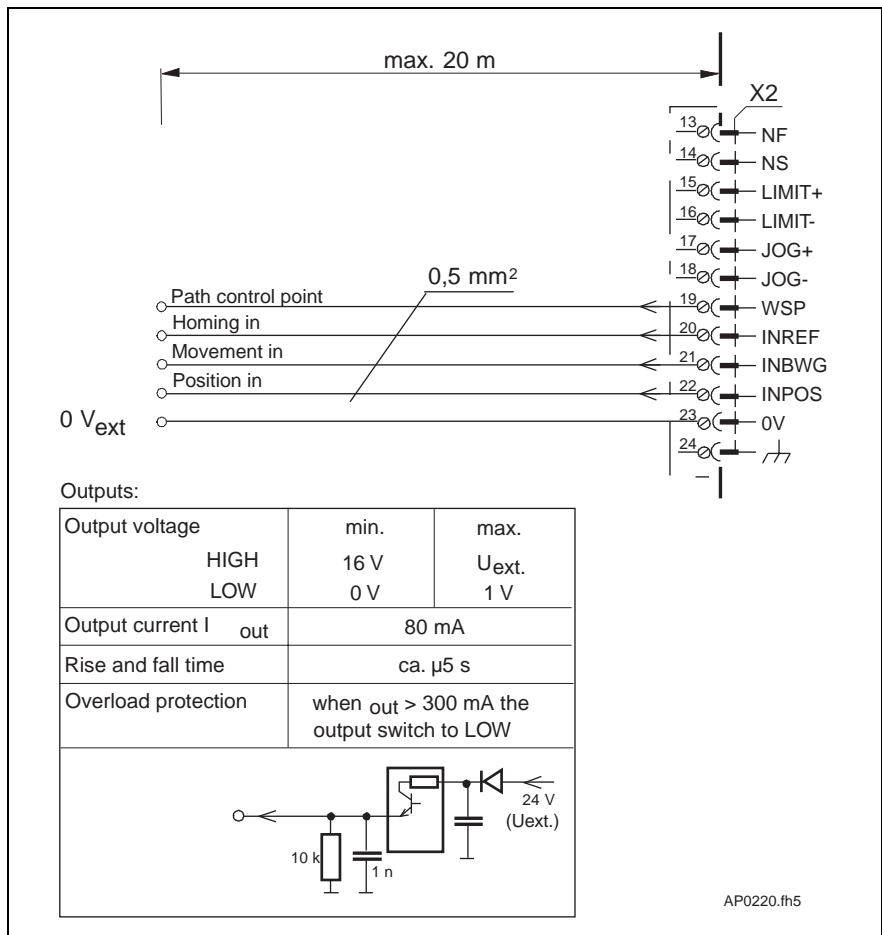 max. 20 m
X2
13 NF
14 NS
15 LIMIT+
16 LIMIT-
17 JOG+
18 JOG-
0,5 mm²
Path control point 19 WSP
Homing in 20 INREF
Movement in 21 INBWG
Position in 22 INPOS
0 Vext 23 0V
24
Outputs:
Output voltage min. max.
HIGH 16 V Uext.
LOW 0 V 1 V
Output current I out 80 mA
Rise and fall time ca. µ5 s
Overload protection when out > 300 mA the
output switch to LOW
24 V
(Uext.)
10 k
1 n
AP0220.fh5